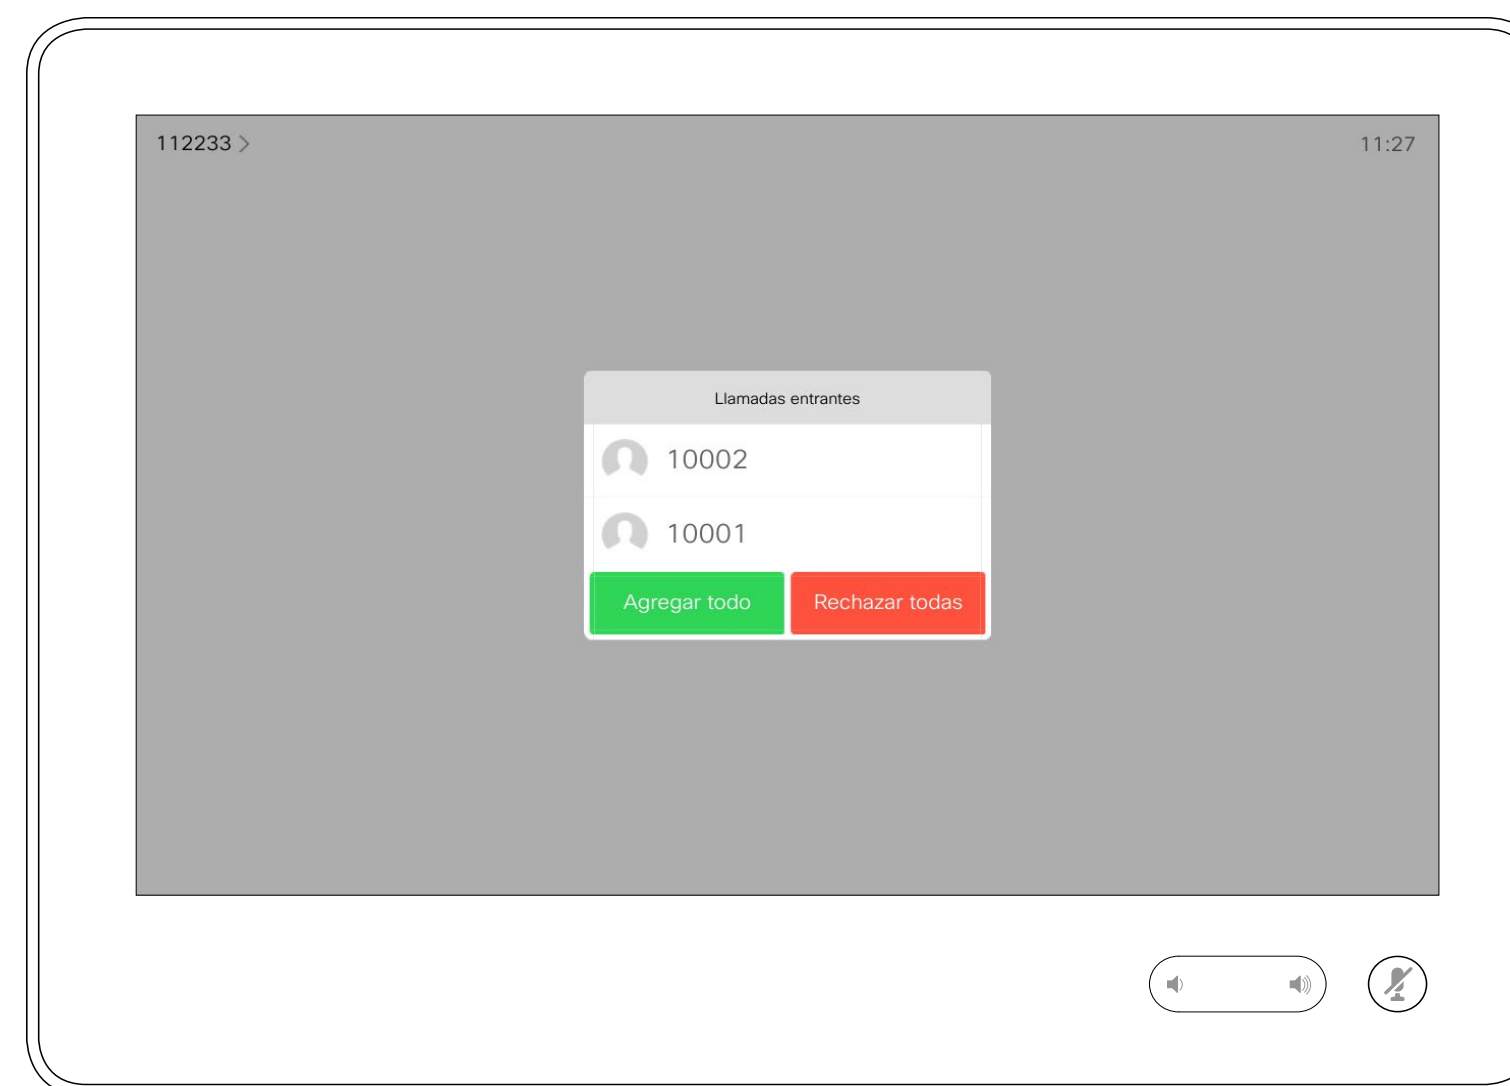 112233 >
11:27
Llamadas entrantes
10002
10001
Agregar todo
Rechazar todas